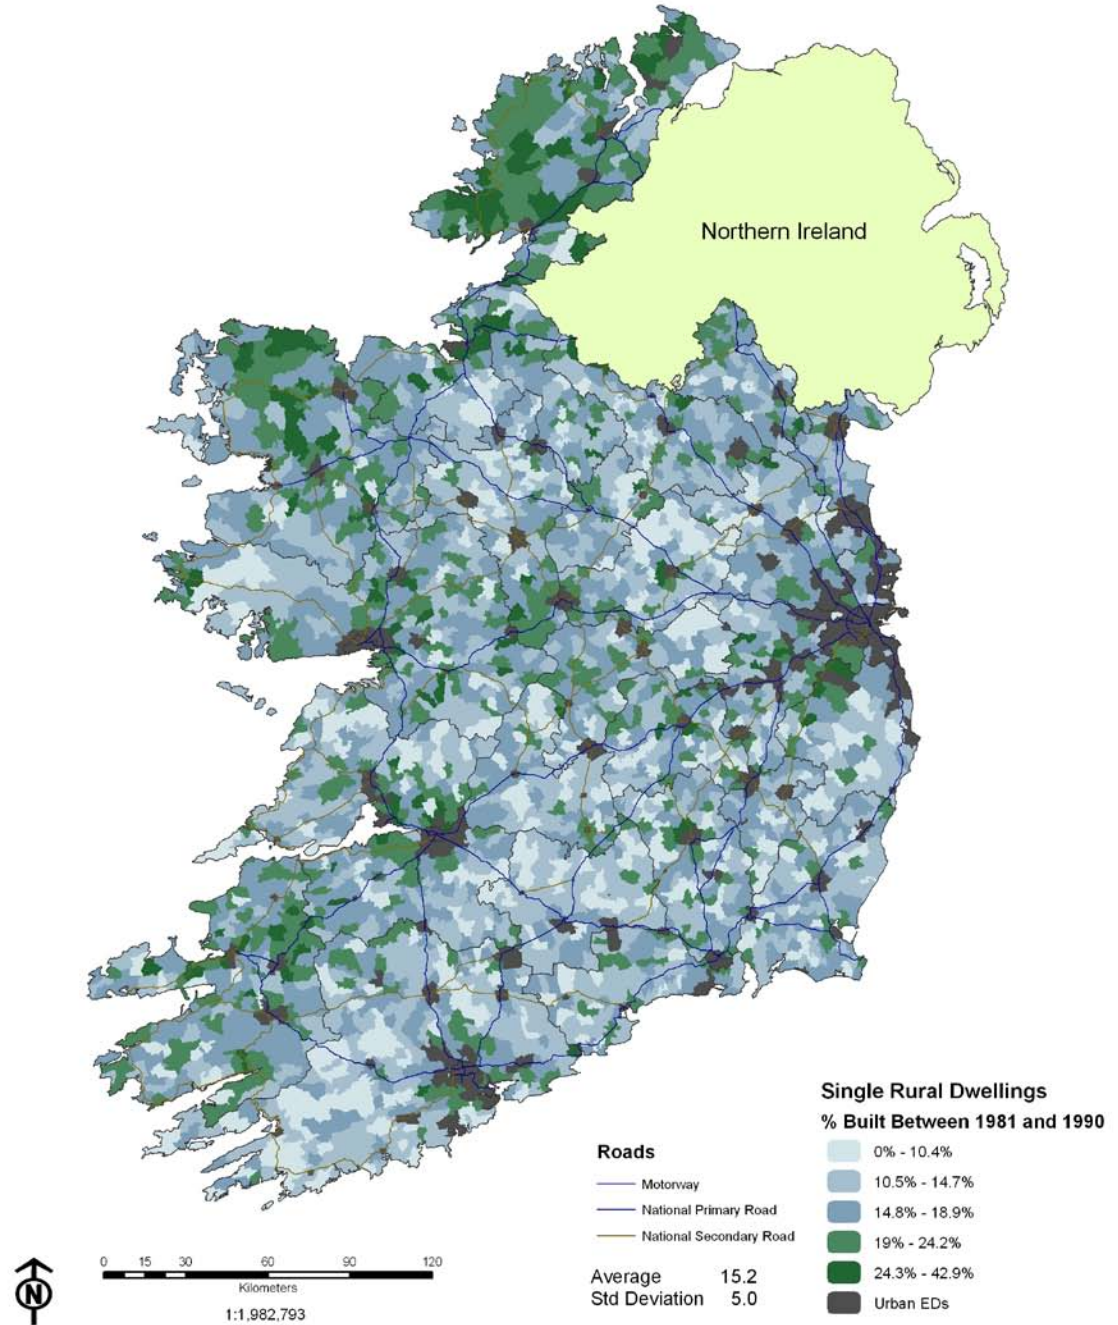 Northern Ireland
Single Rural Dwellings
% Built Between 1981 and 1990
0% - 10.4%
10.5% - 14.7%
14.8% - 18.9%
19% - 24.2%
24.3% - 42.9%
Urban EDs
Roads
Motorway
National Primary Road
National Secondary Road
Average 15.2
Std Deviation 5.0
0 15 30 60 90 120
Kilometers
1:1,982,793
N